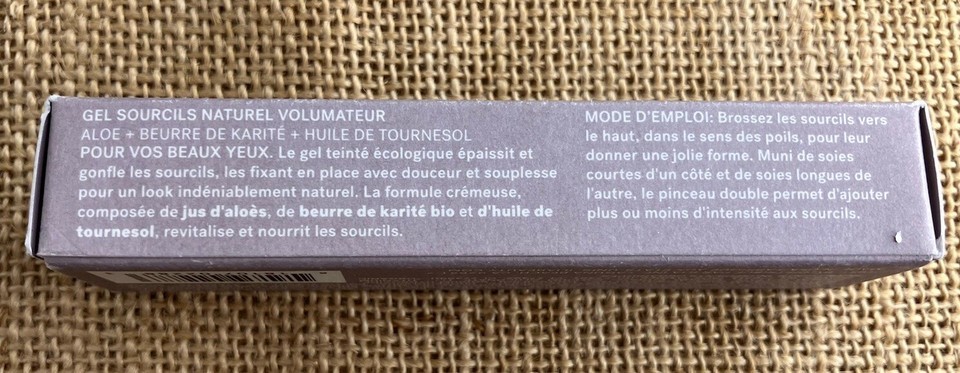 GEL SOURCILS NATUREL VOLUMATEUR
ALOE + BEURRE DE KARITÉ + HUILE DE TOURNESOL
POUR VOS BEAUX YEUX. Le gel teinté écologique épaissit et
gonfle les sourcils, les fixant en place avec douceur et souplesse
pour un look indéniablement naturel. La formule crémeuse,
composée de jus d'aloès, de beurre de karité bio et d'huile de
tournesol, revitalise et nourrit les sourcils.
MODE D'EMPLOI: Brossez les sourcils vers
le haut, dans le sens des poils, pour leur
donner une jolie forme. Muni de soies
courtes d'un côté et de soies longues de
l'autre, le pinceau double permet d'ajouter
plus ou moins d'intensité aux sourcils.